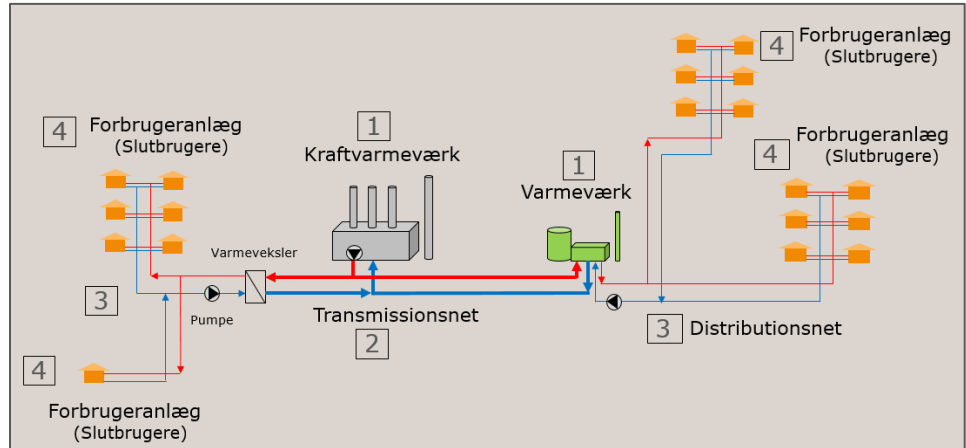 4
Forbrugeranlæg
(Slutbrugere)
1
Kraftvarmeværk
1
Varmeværk
4
Forbrugeranlæg
(Slutbrugere)
4
Forbrugeranlæg
(Slutbrugere)
Varmeveksler
3
Pumpe
Transmissionsnet
2
3
Distributionsnet
4
Forbrugeranlæg
(Slutbrugere)